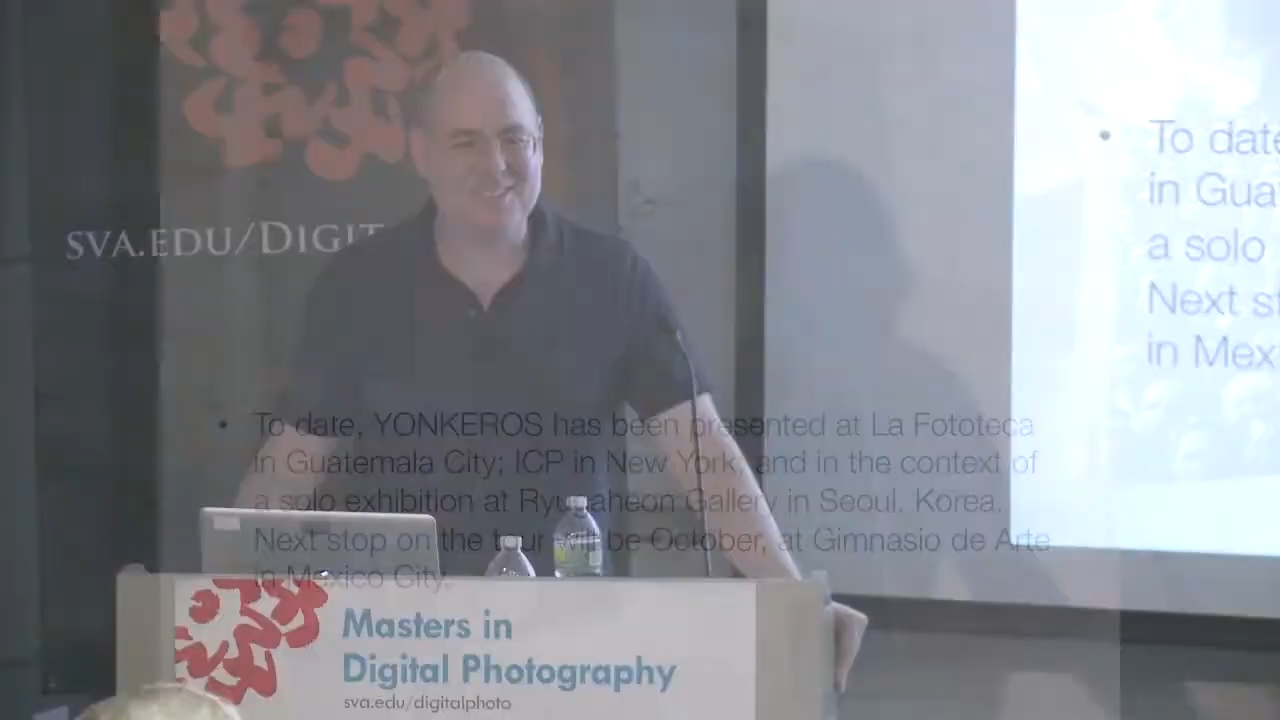 SVA.EDU/DIGIT
• To date
in Gua
a solo
Next st
in Mexi
• To date, YONKEROS has been presented at La Fototeca
in Guatemala City; ICP in New York; and in the context of
a solo exhibition at Ryugaheon Gallery in Seoul. Korea.
Next stop on the tour will be October, at Gimnasio de Arte
in Mexico City.
Masters in
Digital Photography
sva.edu/digitalphoto